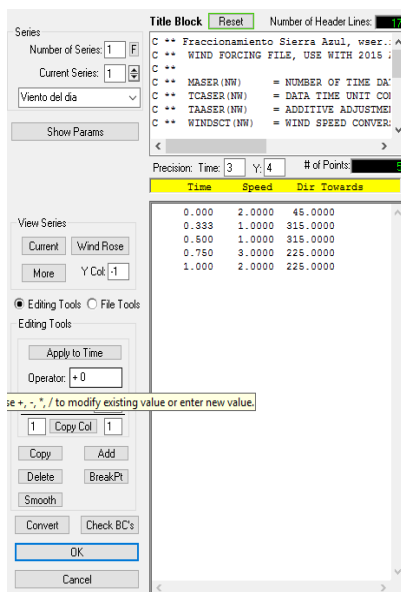 Title Block Reset Number of Header Lines: 17
Series
Number of Series: 1 F
Current Series: 1
Viento del dia
Show Params
C ** Fraccionamiento Sierra Azul, wser.
C ** WIND FORCING FILE, USE WITH 2015
C **
C ** MASER(NW) = NUMBER OF TIME DA
C ** TCASER(NW) = DATA TIME UNIT CO
C ** TAASER(NW) = ADDITIVE ADJUSTME
C ** WINDSCT(NW) = WIND SPEED CONVER
Precision: Time: 3 Y: 4 # of Points: 5
Time Speed Dir Towards
0.000 2.0000 45.0000
0.333 1.0000 315.0000
0.500 1.0000 315.0000
0.750 3.0000 225.0000
1.000 2.0000 225.0000
View Series
Current Wind Rose
More Y Col: -1
Editing Tools File Tools
Editing Tools
Apply to Time
Operator: + 0
se +, -, *, / to modify existing value or enter new value.
1 Copy Col 1
Copy Add
Delete BreakPt
Smooth
Convert Check BC's
OK
Cancel